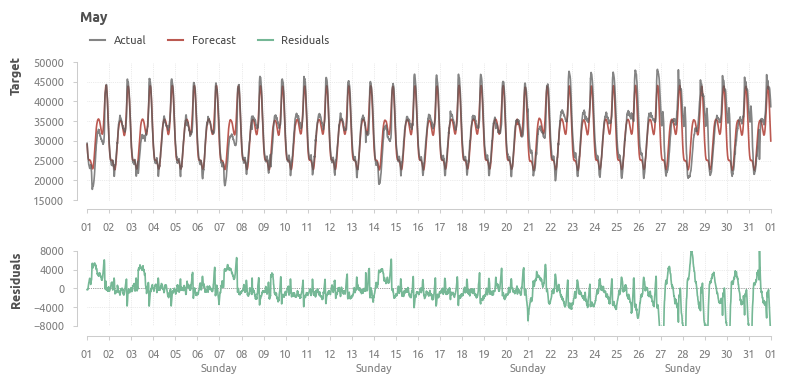 May
Actual Forecast Residuals
Target
50000
45000
40000
35000
30000
25000
20000
15000
01 02 03 04 05 06 07 08 09 10 11 12 13 14 15 16 17 18 19 20 21 22 23 24 25 26 27 28 29 30 31 01
Residuals
8000
4000
0
−4000
−8000
01 02 03 04 05 06 07 08 09 10 11 12 13 14 15 16 17 18 19 20 21 22 23 24 25 26 27 28 29 30 31 01
Sunday Sunday Sunday Sunday